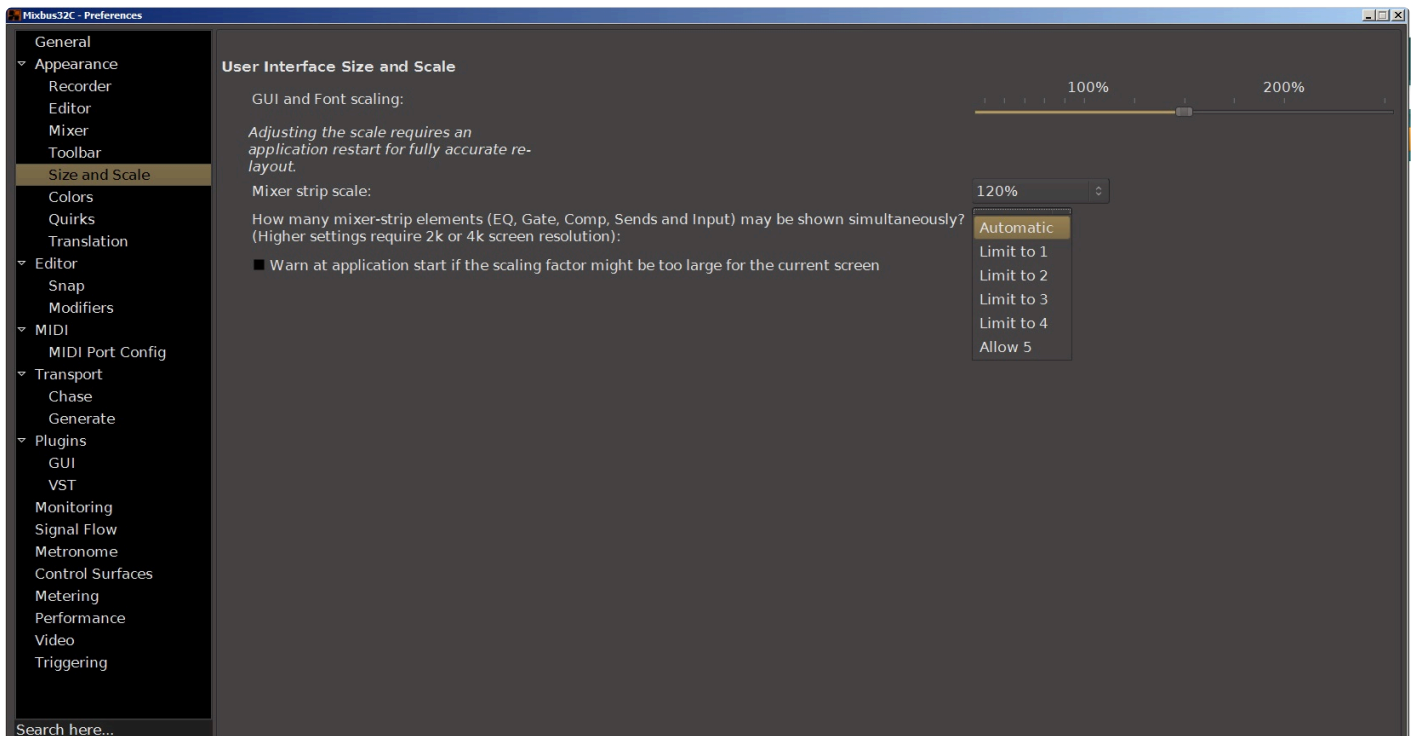 Mixbus32C - Preferences
General
Appearance
Recorder
Editor
Mixer
Toolbar
Size and Scale
Colors
Quirks
Translation
Editor
Snap
Modifiers
MIDI
MIDI Port Config
Transport
Chase
Generate
Plugins
GUI
VST
Monitoring
Signal Flow
Metronome
Control Surfaces
Metering
Performance
Video
Triggering
Search here...
User Interface Size and Scale
GUI and Font scaling:
100% 200%
Adjusting the scale requires an
application restart for fully accurate re-
layout.
Mixer strip scale:
120%
How many mixer-strip elements (EQ, Gate, Comp, Sends and Input) may be shown simultaneously?
(Higher settings require 2k or 4k screen resolution):
Automatic
Limit to 1
Limit to 2
Limit to 3
Limit to 4
Allow 5
Warn at application start if the scaling factor might be too large for the current screen